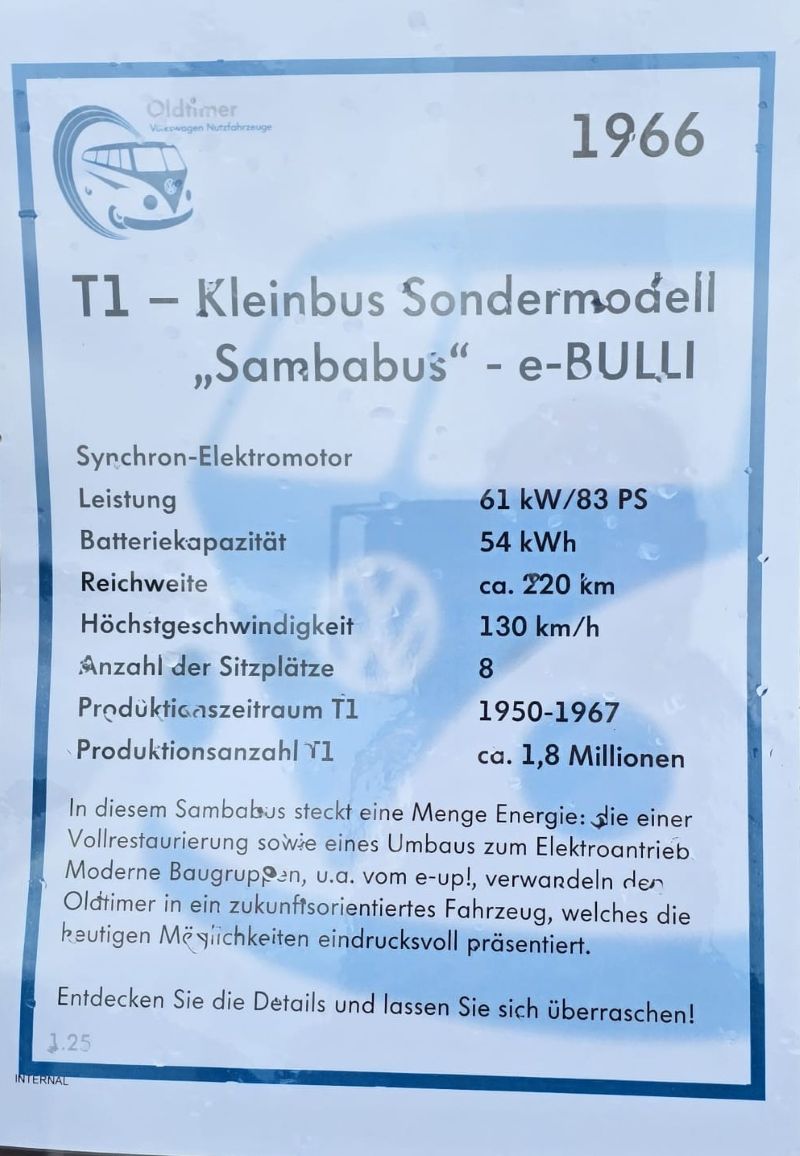 Oldtimer
Volkswagen Nutzfahrzeuge
1966
T1 – Kleinbus Sondermodell
„Sambabus“ - e-BULLI
Synchron-Elektromotor
Leistung 61 kW/83 PS
Batteriekapazität 54 kWh
Reichweite ca. 220 km
Höchstgeschwindigkeit 130 km/h
Anzahl der Sitzplätze 8
Produktionszeitraum T1 1950-1967
Produktionsanzahl T1 ca. 1,8 Millionen
In diesem Sambabus steckt eine Menge Energie: die einer
Vollrestaurierung sowie eines Umbaus zum Elektroantrieb
Moderne Baugruppen, u.a. vom e-up!, verwandeln den
Oldtimer in ein zukunftsorientiertes Fahrzeug, welches die
heutigen Möglichkeiten eindrucksvoll präsentiert.
Entdecken Sie die Details und lassen Sie sich überraschen!
1.25
INTERNAL